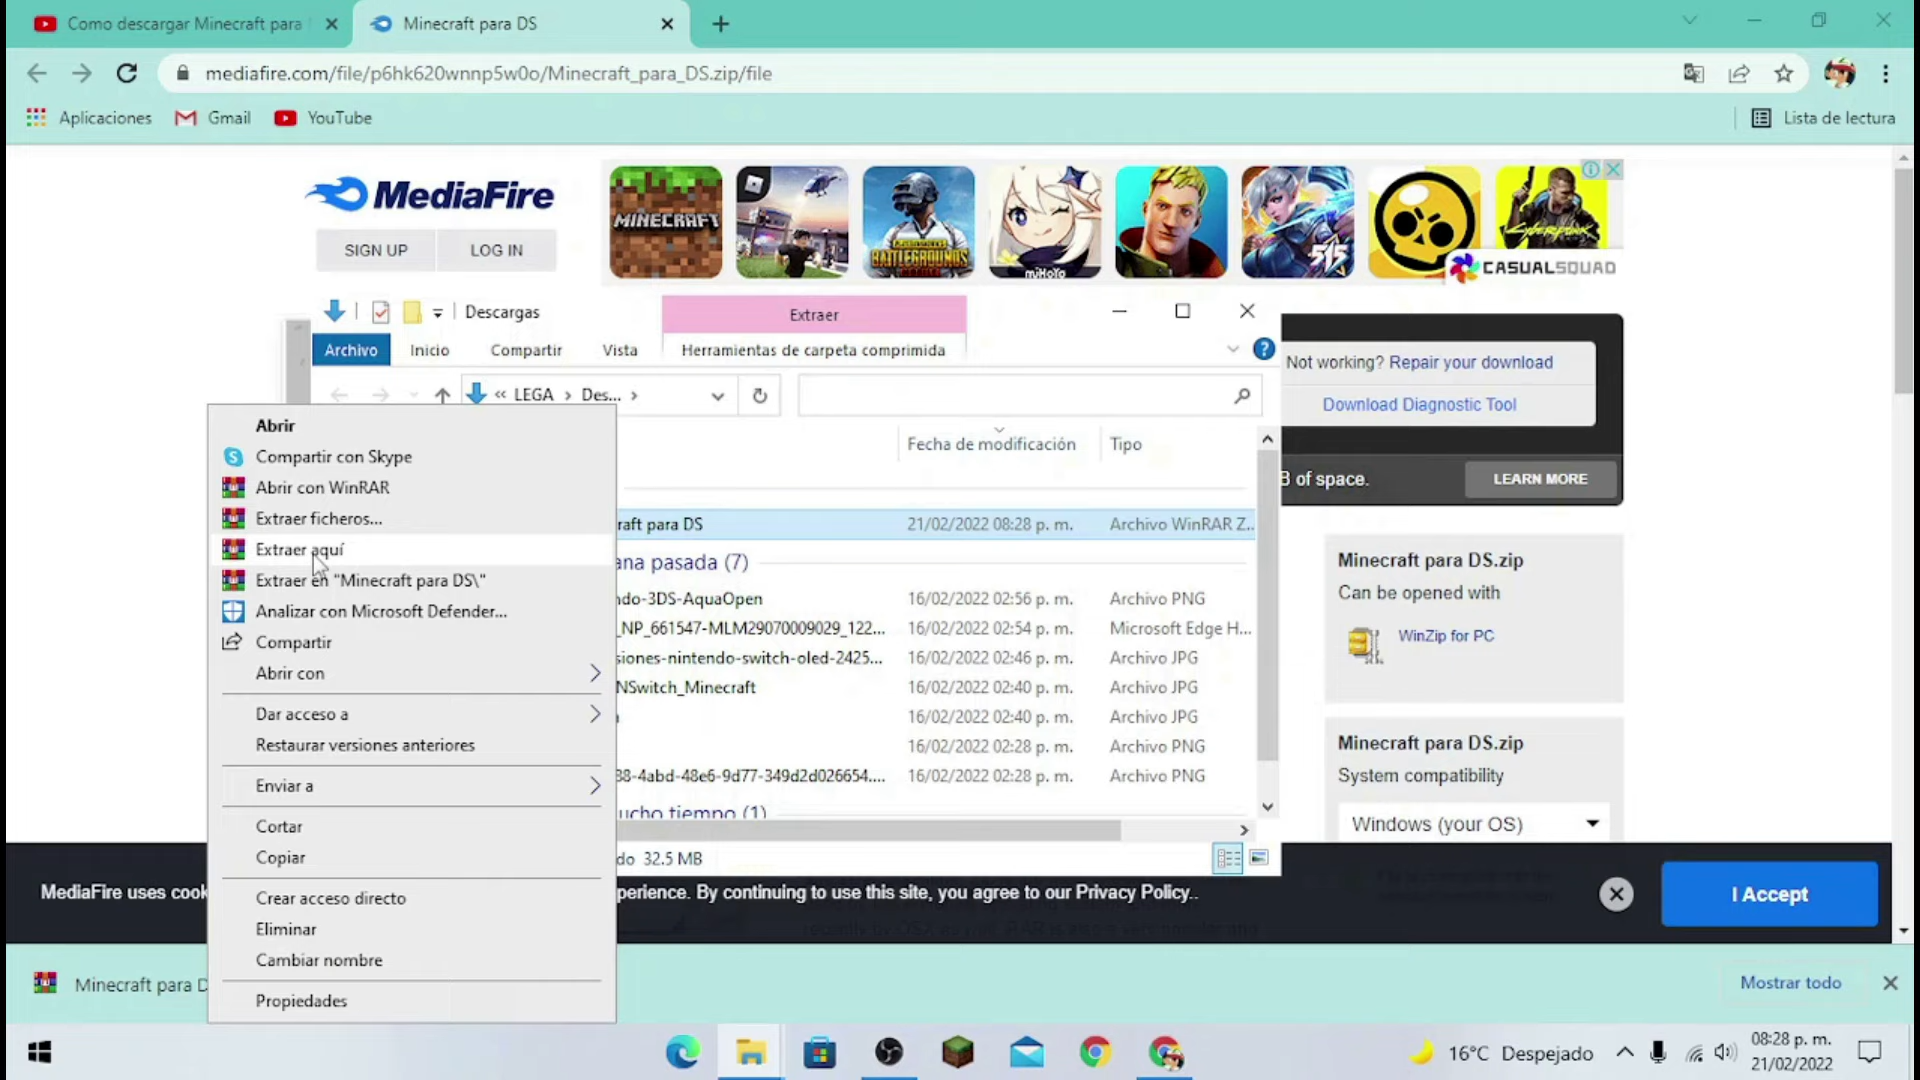 Como descargar Minecraft para
Minecraft para DS
mediafire.com/file/p6hk620wnnp5w0o/Minecraft_para_DS.zip/file
Aplicaciones
Gmail
YouTube
Lista de lectura
MediaFire
SIGN UP
LOG IN
MINECRAFT
BATTLEGROUNDS
miHoYo
515
Cyberpunk
CASUALSQUAD
Descargas
Extraer
Archivo
Inicio
Compartir
Vista
Herramientas de carpeta comprimida
« LEGA > Des... >
Not working? Repair your download
Download Diagnostic Tool
B of space.
LEARN MORE
Abrir
Compartir con Skype
Abrir con WinRAR
Extraer ficheros...
Extraer aquí
Extraer en "Minecraft para DS\"
Analizar con Microsoft Defender...
Compartir
Abrir con
Dar acceso a
Restaurar versiones anteriores
Enviar a
Cortar
Copiar
Crear acceso directo
Eliminar
Cambiar nombre
Propiedades
Fecha de modificación
Tipo
raft para DS 21/02/2022 08:28 p. m. Archivo WinRAR Z...
ana pasada (7)
ndo-3DS-AquaOpen 16/02/2022 02:56 p. m. Archivo PNG
_NP_661547-MLM29070009029_122... 16/02/2022 02:54 p. m. Microsoft Edge H...
siones-nintendo-switch-oled-2425... 16/02/2022 02:46 p. m. Archivo JPG
NSwitch_Minecraft 16/02/2022 02:40 p. m. Archivo JPG
16/02/2022 02:40 p. m. Archivo JPG
16/02/2022 02:28 p. m. Archivo PNG
38-4abd-48e6-9d77-349d2d026654.... 16/02/2022 02:28 p. m. Archivo PNG
ucho tiempo (1)
do 32.5 MB
Minecraft para DS.zip
Can be opened with
WinZip for PC
Minecraft para DS.zip
System compatibility
Windows (your OS)
MediaFire uses cook
perience. By continuing to use this site, you agree to our Privacy Policy..
I Accept
Minecraft para D
Mostrar todo
16°C Despejado
08:28 p. m.
21/02/2022